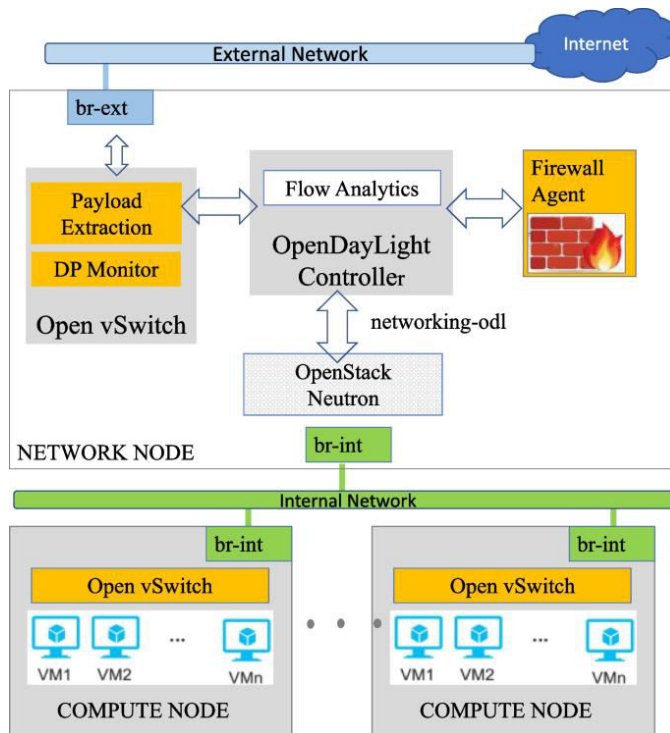 Internet
External Network
br-ext
Payload
Extraction
DP Monitor
Open vSwitch
Flow Analytics
OpenDayLight
Controller
Firewall
Agent
networking-odl
OpenStack
Neutron
br-int
NETWORK NODE
Internal Network
br-int
Open vSwitch
VM1 VM2 ... VMn
COMPUTE NODE
br-int
Open vSwitch
VM1 VM2 ... VMn
COMPUTE NODE